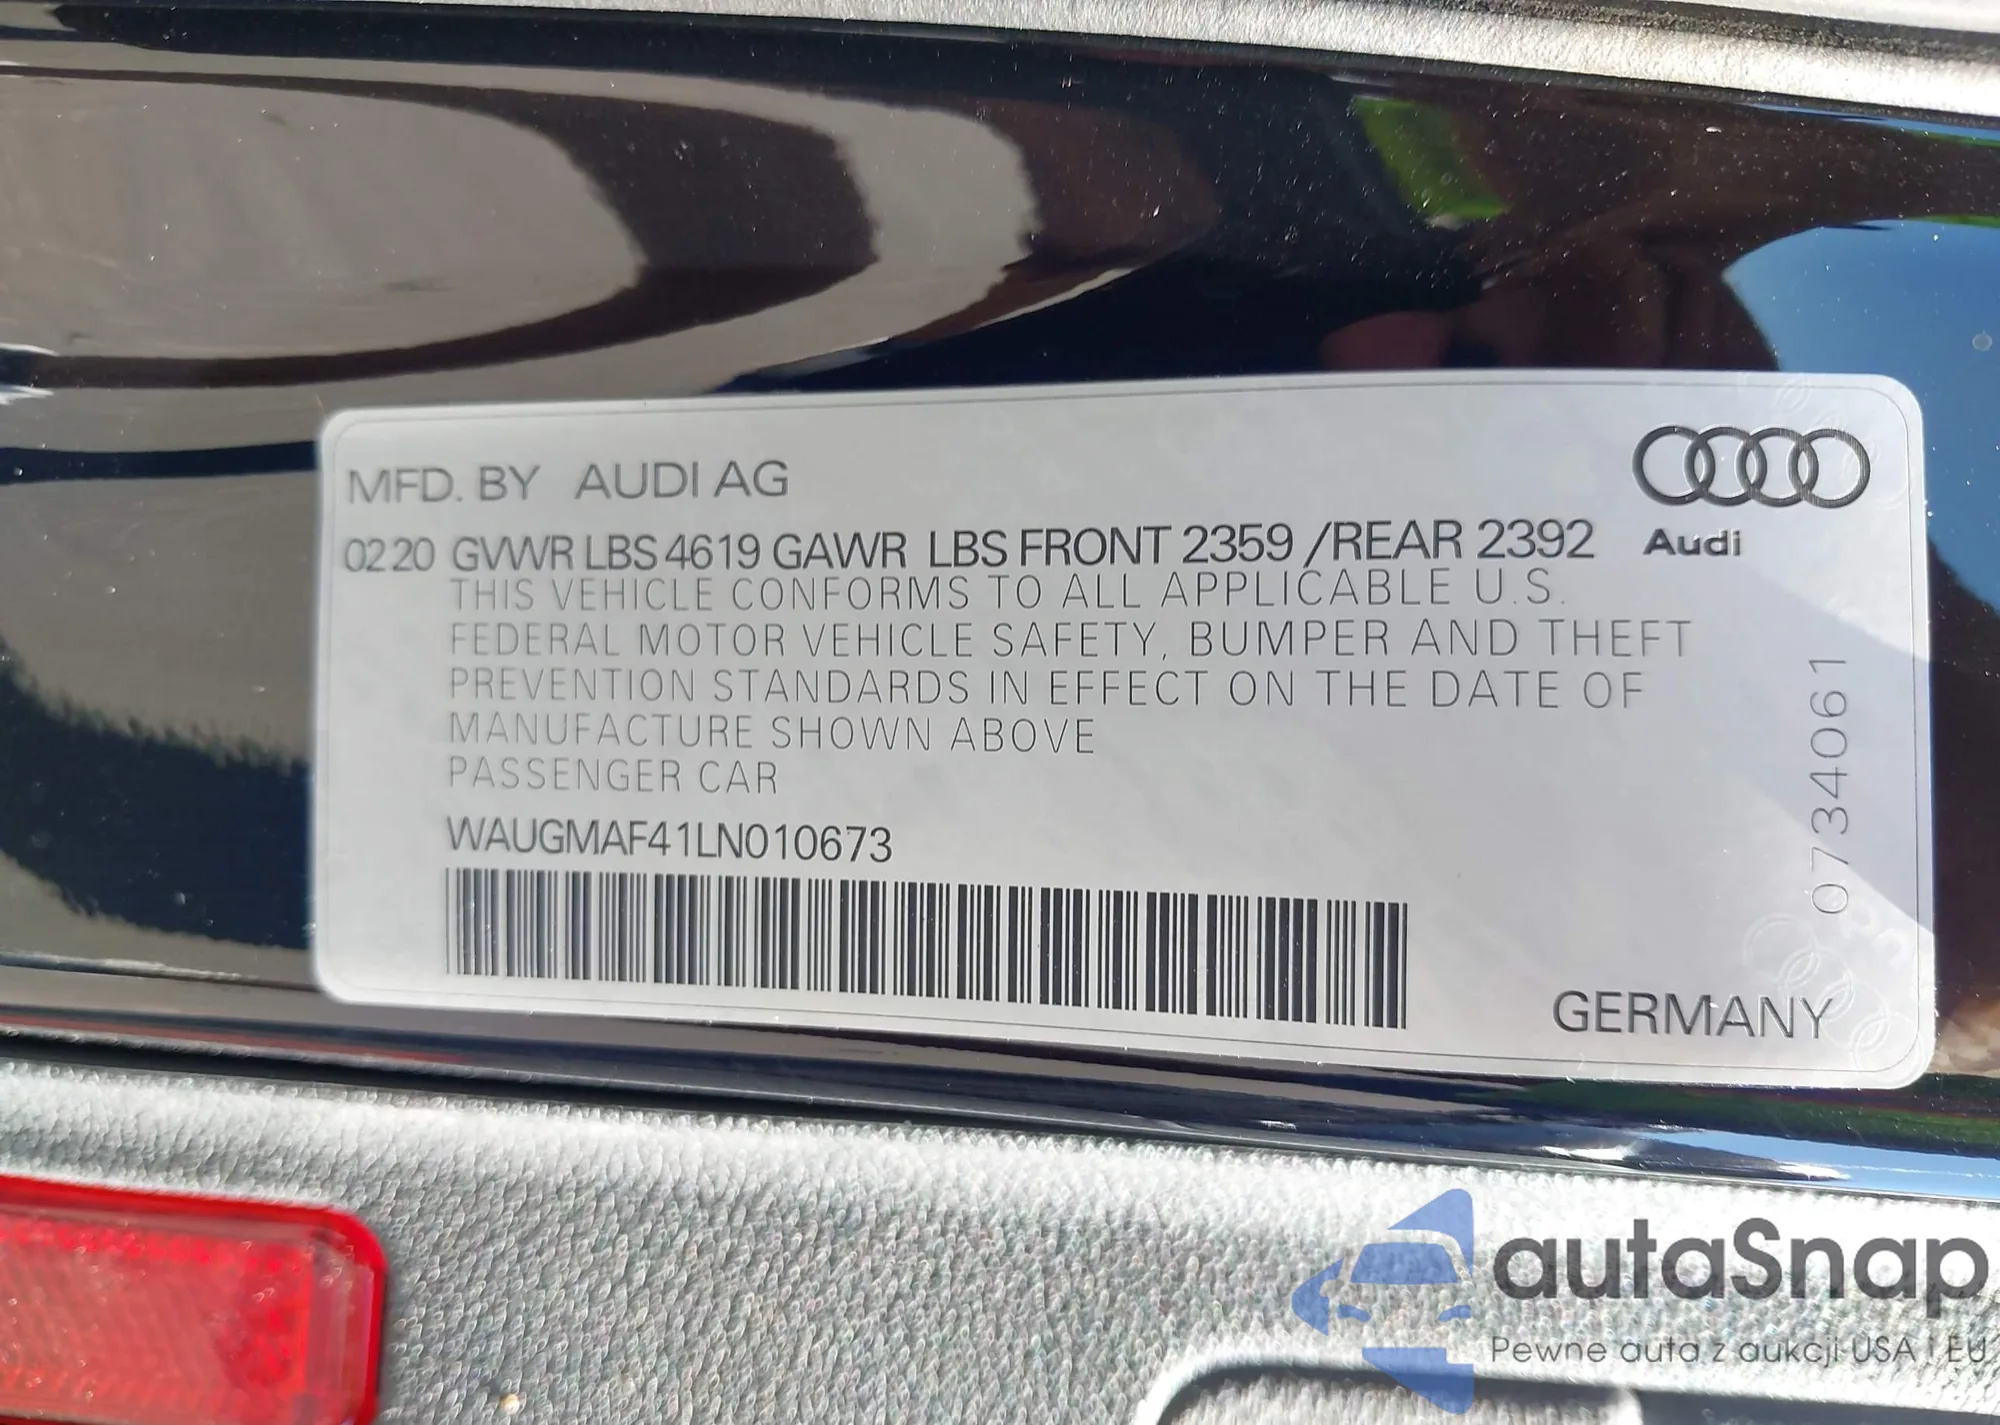 MFD. BY AUDI AG
Audi
0220 GVWR LBS 4619 GAWR LBS FRONT 2359 /REAR 2392
THIS VEHICLE CONFORMS TO ALL APPLICABLE U.S.
FEDERAL MOTOR VEHICLE SAFETY, BUMPER AND THEFT
PREVENTION STANDARDS IN EFFECT ON THE DATE OF
MANUFACTURE SHOWN ABOVE
PASSENGER CAR
WAUGMAF41LN010673
0734061
GERMANY
autaSnap
Pewne auta z aukcji USA i EU